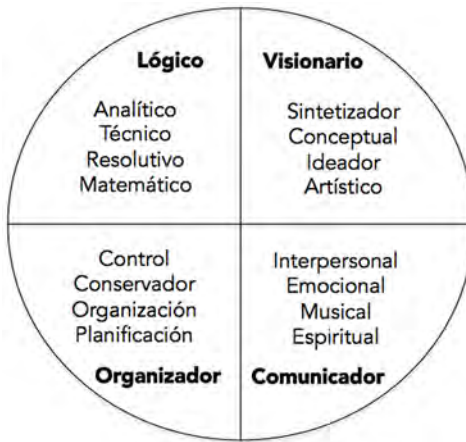 Lógico
Analítico
Técnico
Resolutivo
Matemático
Visionario
Sintetizador
Conceptual
Ideador
Artístico
Control
Conservador
Organización
Planificación
Organizador
Interpersonal
Emocional
Musical
Espiritual
Comunicador